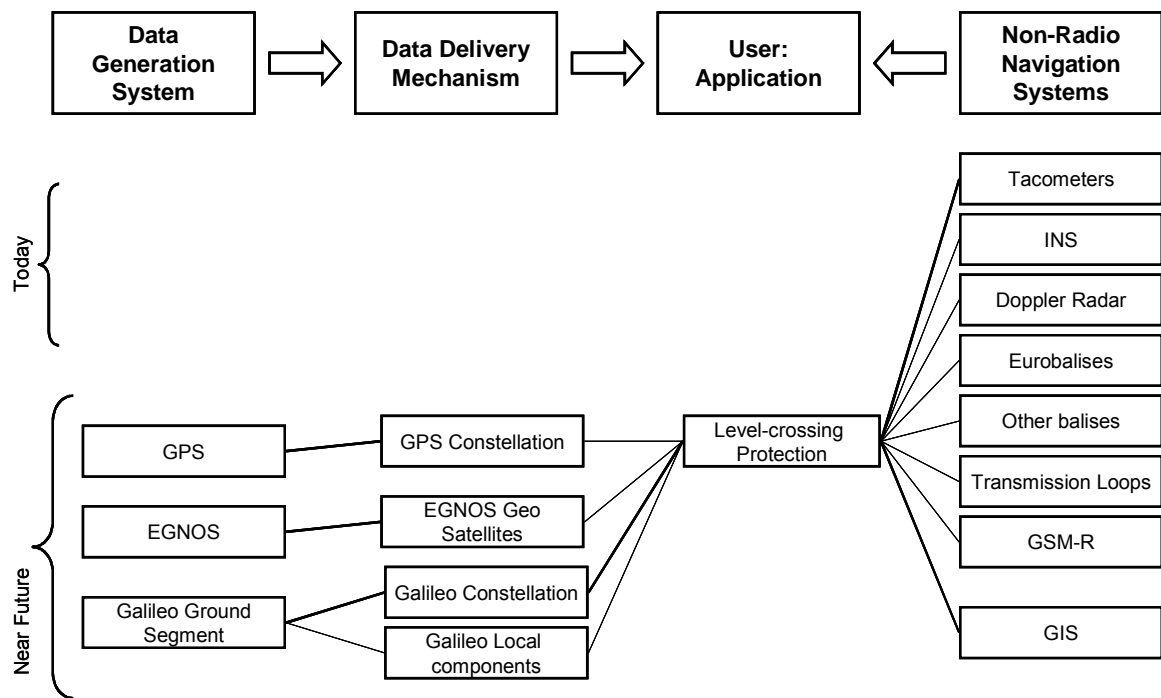 Data
Generation
System
Data Delivery
Mechanism
User:
Application
Non-Radio
Navigation
Systems
Today
Tacometers
INS
Doppler Radar
Eurobalises
Other balises
Transmission Loops
GSM-R
GIS
Near Future
GPS
GPS Constellation
Level-crossing
Protection
EGNOS
EGNOS Geo
Satellites
Galileo Ground
Segment
Galileo Constellation
Galileo Local
components